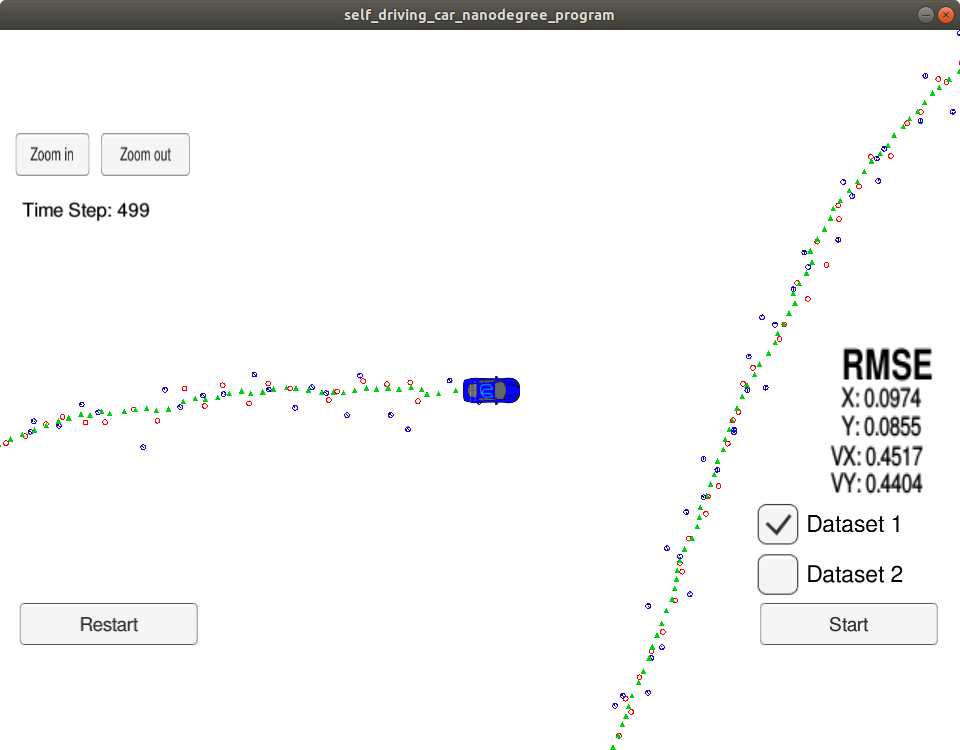 self_driving_car_nanodegree_program
Zoom in
Zoom out
Time Step: 499
RMSE
X: 0.0974
Y: 0.0855
VX: 0.4517
VY: 0.4404
Dataset 1
Dataset 2
Restart
Start